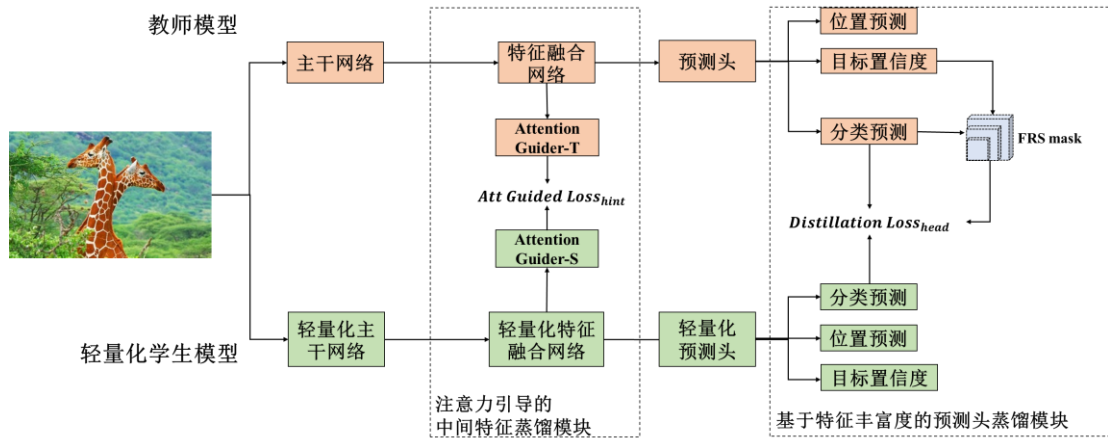 教师模型
主干网络
特征融合
网络
预测头
位置预测
目标置信度
分类预测
FRS mask
Attention
Guider-T
Att Guided Loss_hint
Attention
Guider-S
Distillation Loss_head
轻量化学生模型
轻量化主
干网络
轻量化特征
融合网络
轻量化
预测头
分类预测
位置预测
目标置信度
注意力引导的
中间特征蒸馏模块
基于特征丰富度的预测头蒸馏模块